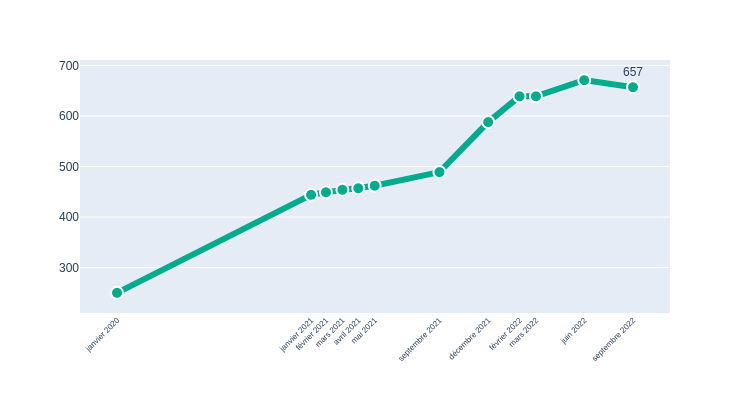 700
657
600
500
400
300
janvier 2020
janvier 2021
février 2021
mars 2021
avril 2021
mai 2021
septembre 2021
décembre 2021
février 2022
mars 2022
juin 2022
septembre 2022